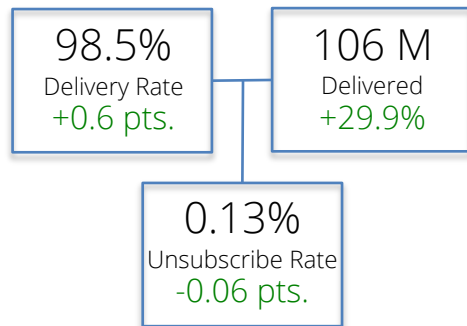 98.5%
Delivery Rate
+0.6 pts.
106 M
Delivered
+29.9%
0.13%
Unsubscribe Rate
-0.06 pts.